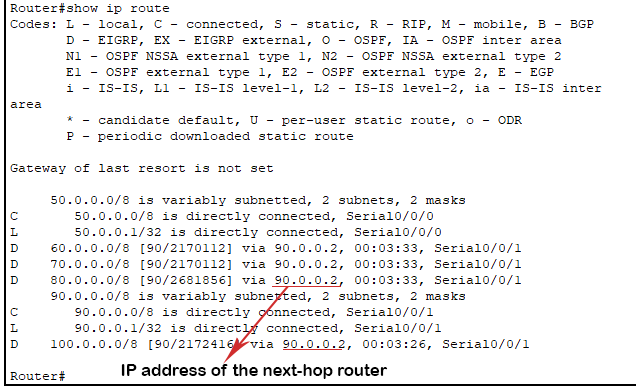 Router#show ip route
Codes: L - local, C - connected, S - static, R - RIP, M - mobile, B - BGP
D - EIGRP, EX - EIGRP external, O - OSPF, IA - OSPF inter area
N1 - OSPF NSSA external type 1, N2 - OSPF NSSA external type 2
E1 - OSPF external type 1, E2 - OSPF external type 2, E - EGP
i - IS-IS, L1 - IS-IS level-1, L2 - IS-IS level-2, ia - IS-IS inter
area
* - candidate default, U - per-user static route, o - ODR
P - periodic downloaded static route
Gateway of last resort is not set
50.0.0.0/8 is variably subnetted, 2 subnets, 2 masks
C 50.0.0.0/8 is directly connected, Serial0/0/0
L 50.0.0.1/32 is directly connected, Serial0/0/0
D 60.0.0.0/8 [90/2170112] via 90.0.0.2, 00:03:33, Serial0/0/1
D 70.0.0.0/8 [90/2170112] via 90.0.0.2, 00:03:33, Serial0/0/1
D 80.0.0.0/8 [90/2681856] via 90.0.0.2, 00:03:33, Serial0/0/1
90.0.0.0/8 is variably subnetted, 2 subnets, 2 masks
C 90.0.0.0/8 is directly connected, Serial0/0/1
L 90.0.0.1/32 is directly connected, Serial0/0/1
D 100.0.0.0/8 [90/2172416] via 90.0.0.2, 00:03:26, Serial0/0/1
IP address of the next-hop router
Router#